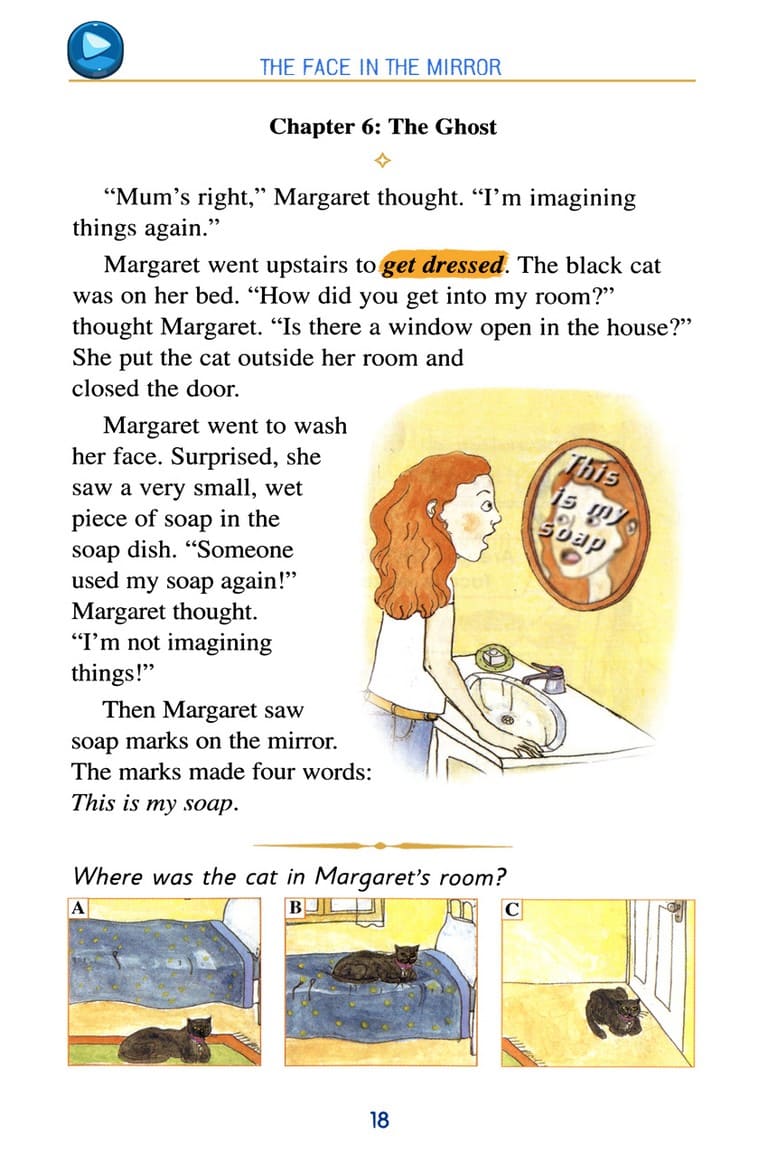 THE FACE IN THE MIRROR
Chapter 6: The Ghost
“Mum’s right,” Margaret thought. “I’m imagining
things again.”
Margaret went upstairs to get dressed. The black cat
was on her bed. “How did you get into my room?”
thought Margaret. “Is there a window open in the house?”
She put the cat outside her room and
closed the door.
Margaret went to wash
her face. Surprised, she
saw a very small, wet
piece of soap in the
soap dish. “Someone
used my soap again!”
Margaret thought.
“I’m not imagining
things!”
Then Margaret saw
soap marks on the mirror.
The marks made four words:
This is my soap.
This
is my
soap
Where was the cat in Margaret’s room?
A
B
C
18